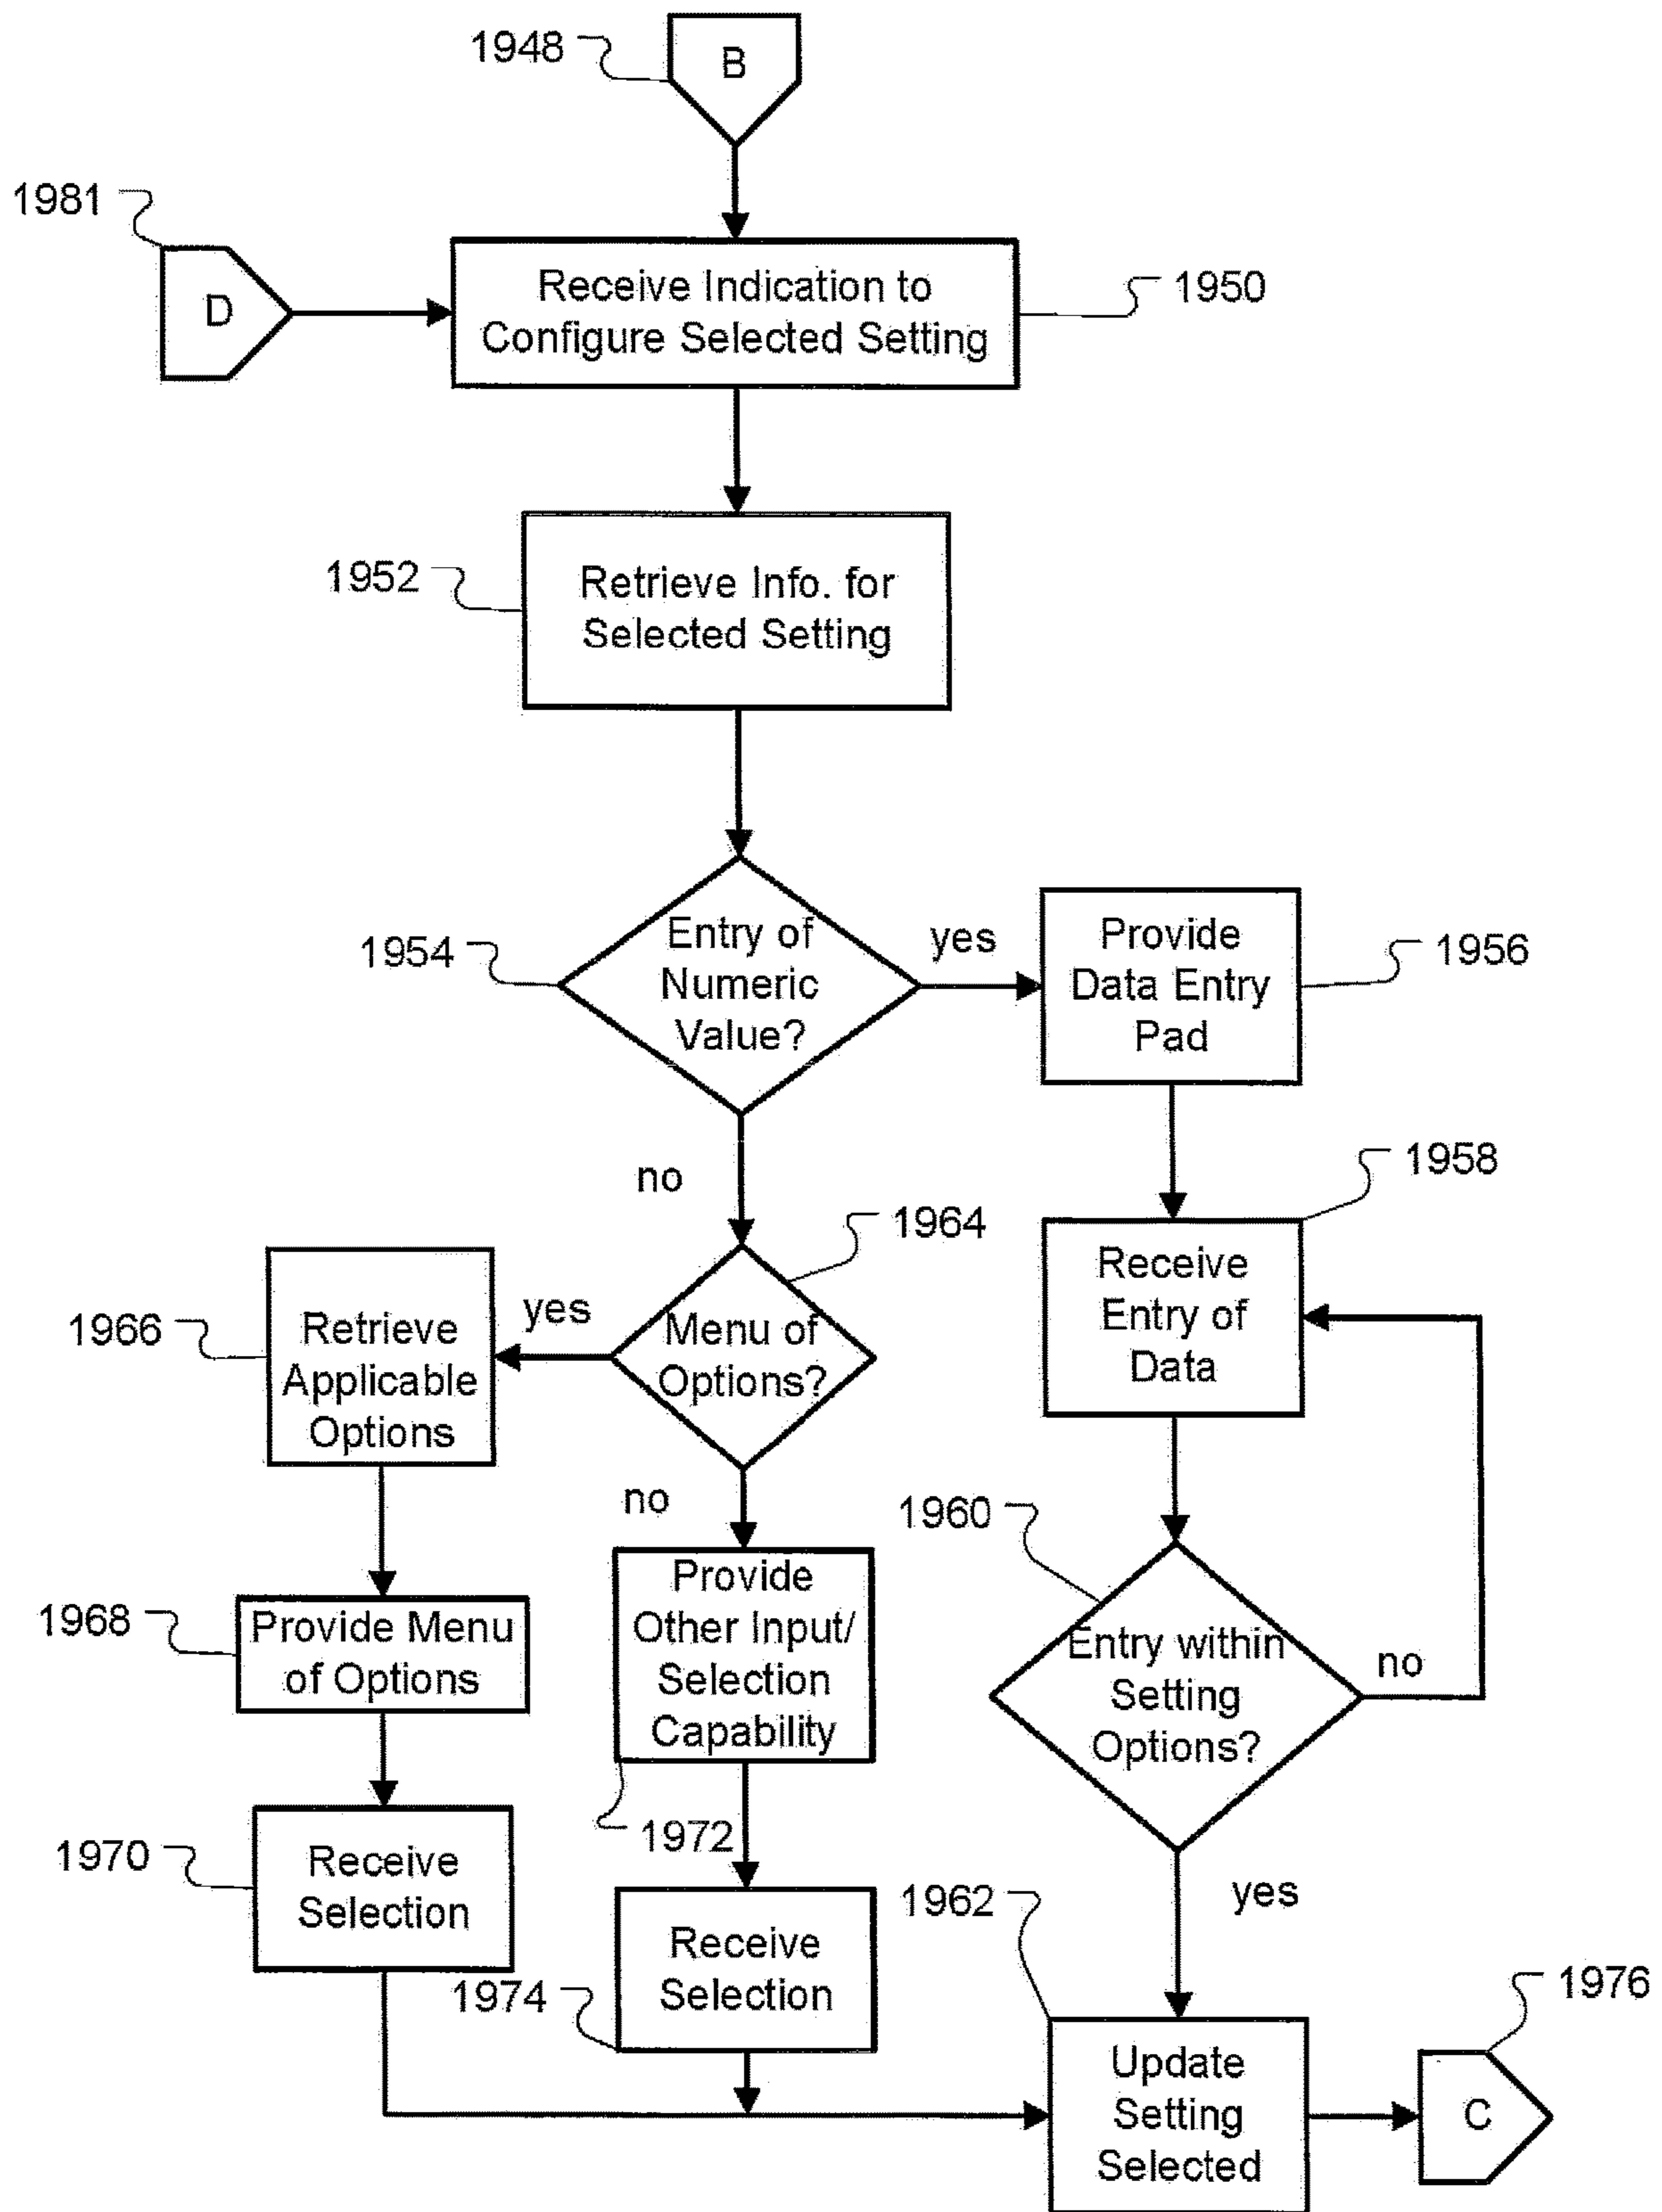 1948
B
1981
D
Receive Indication to
Configure Selected Setting
1950
1952
Retrieve Info. for
Selected Setting
1954
Entry of
Numeric
Value?
yes
Provide
Data Entry
Pad
1956
no
1958
1964
Receive
Entry of
Data
1966
Retrieve
Applicable
Options
yes
Menu of
Options?
no
1960
Entry within
Setting
Options?
no
1968
Provide Menu
of Options
Provide
Other Input/
Selection
Capability
1972
1970
Receive
Selection
yes
1962
Receive
Selection
1974
1976
Update
Setting
Selected
C